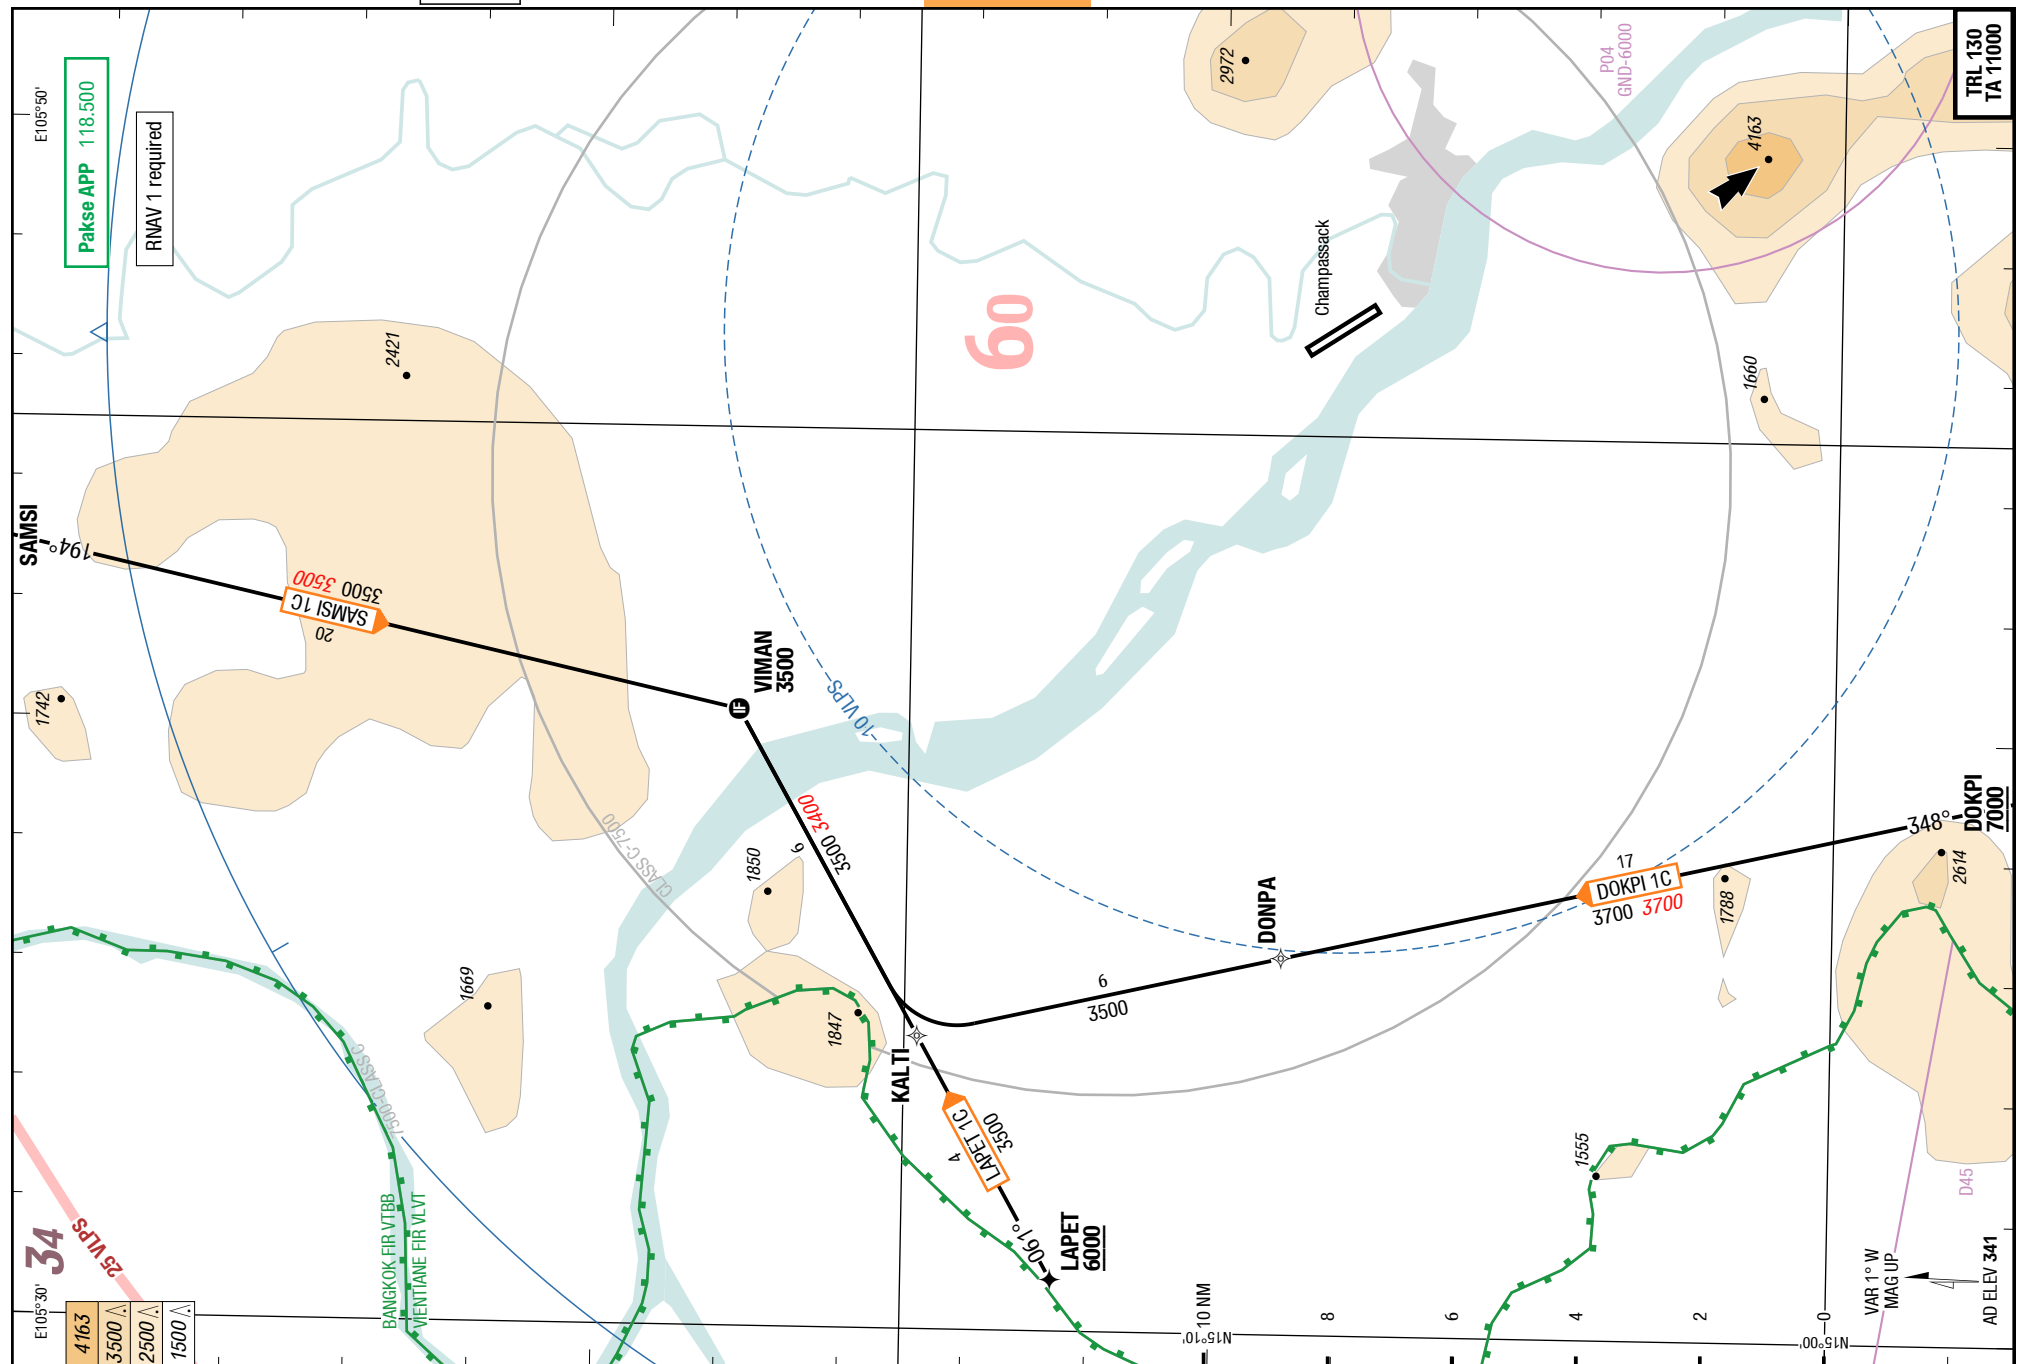 E105°50'
Pakse APP 118.500
RNAV 1 required
TRL 130
TA 11000
P04
GND-6000
2972
4163
Champassack
60
2421
1660
SAMSI
194°
3500 3500
SAMSI 1C
20
1742
VIMAN
3500
IF
10 VLPS
CLASS C-7500
3500 3400
6
1850
1669
1847
KALTI
DONPA
6
3500
17
DOKPI 1C
3700 3700
348°
DOKPI
7000
1788
2614
1555
LAPET 1C
3500
4
061°
LAPET
6000
7500-CLASS C
BANGKOK FIR VTBB
VIENTIANE FIR VLVT
34
25 VLPS
E105°30'
4163
3500
2500
1500
N15°10'
10 NM
8
6
4
2
0
N15°00'
D45
VAR 1° W
MAG UP
AD ELEV 341